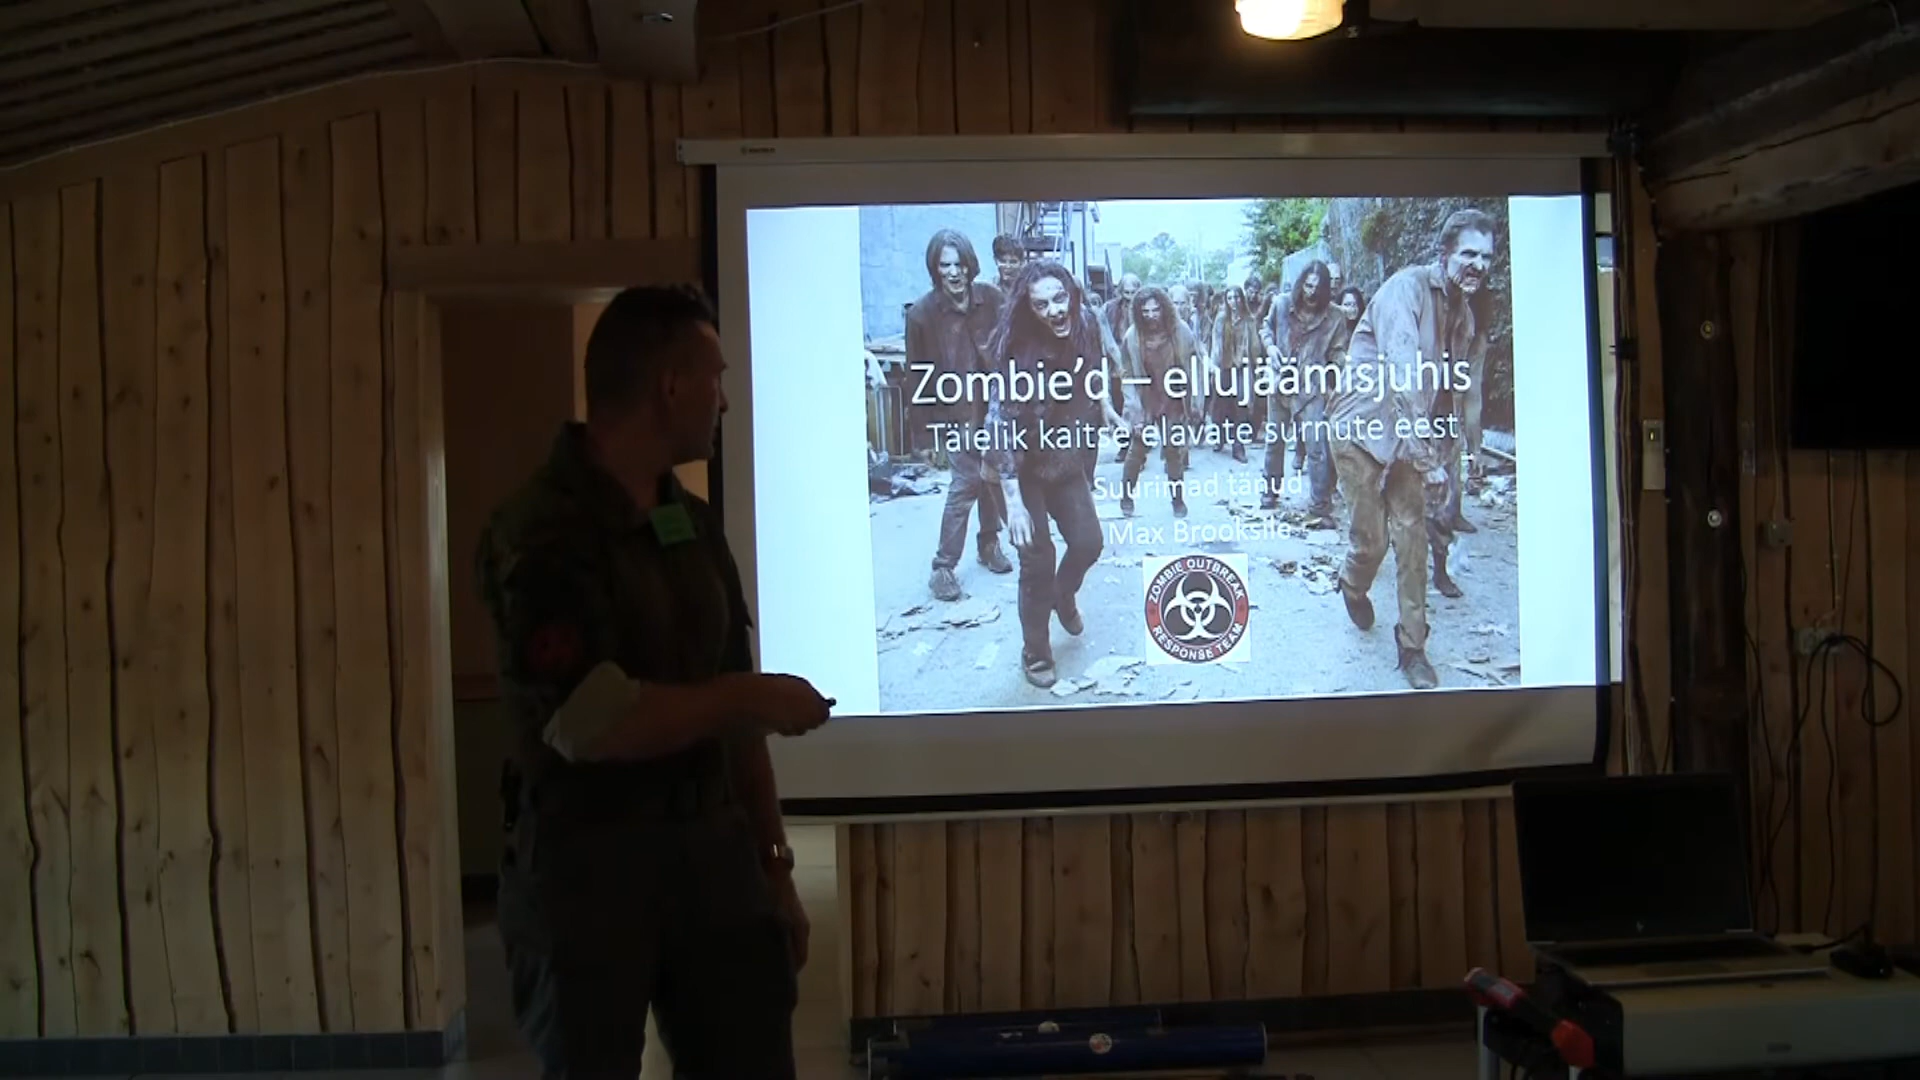 Zombie'd – ellujäämisjuhis
Täielik kaitse elavate surnute eest
Suurimad tänud
Max Brooksile
ZOMBIE OUTBREAK
RESPONSE TEAM